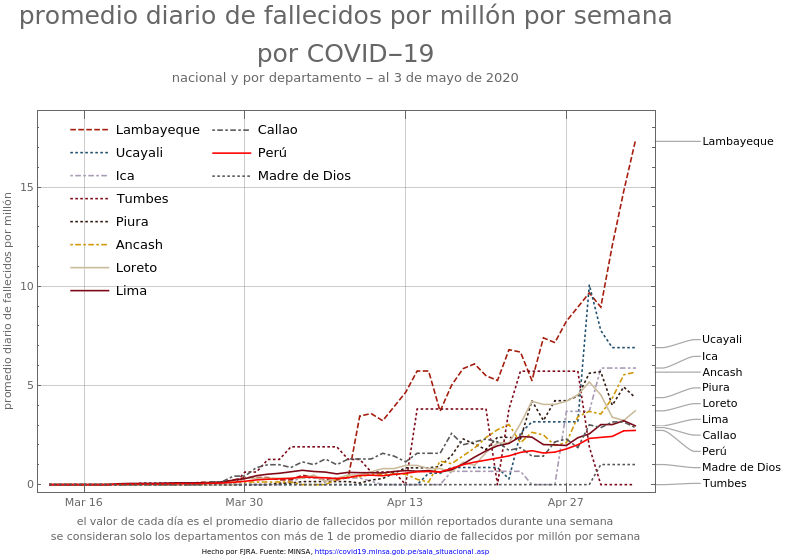 promedio diario de fallecidos por millón por semana
por COVID‒19
nacional y por departamento ‒ al 3 de mayo de 2020
promedio diario de fallecidos por millón
15
10
5
0
Mar 16
Mar 30
Apr 13
Apr 27
Lambayeque
Ucayali
Ica
Tumbes
Piura
Ancash
Loreto
Lima
Callao
Perú
Madre de Dios
Lambayeque
Ucayali
Ica
Ancash
Piura
Loreto
Lima
Callao
Perú
Madre de Dios
Tumbes
el valor de cada día es el promedio diario de fallecidos por millón reportados durante una semana
se consideran solo los departamentos con más de 1 de promedio diario de fallecidos por millón por semana
Hecho por FJRA. Fuente: MINSA, https://covid19.minsa.gob.pe/sala_situacional .asp